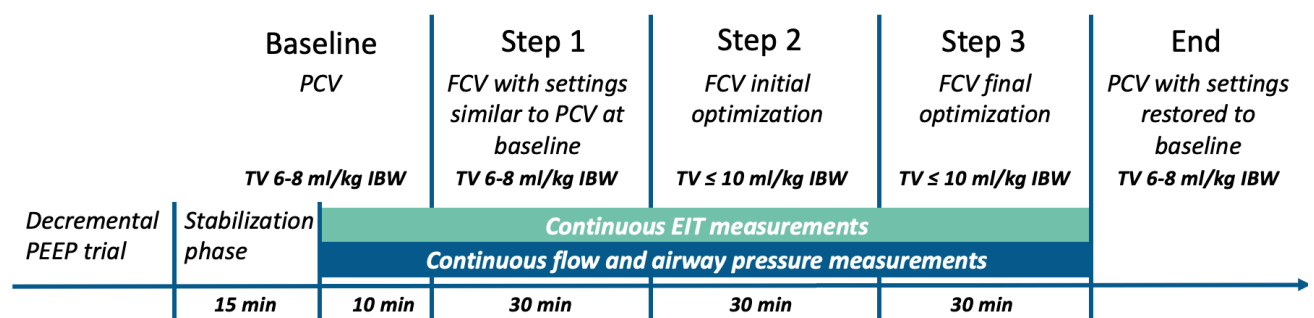 Baseline
PCV
TV 6-8 ml/kg IBW
Step 1
FCV with settings
similar to PCV at
baseline
TV 6-8 ml/kg IBW
Step 2
FCV initial
optimization
TV ≤ 10 ml/kg IBW
Step 3
FCV final
optimization
TV ≤ 10 ml/kg IBW
End
PCV with settings
restored to
baseline
TV 6-8 ml/kg IBW
Decremental
PEEP trial
Stabilization
phase
Continuous EIT measurements
Continuous flow and airway pressure measurements
15 min
10 min
30 min
30 min
30 min